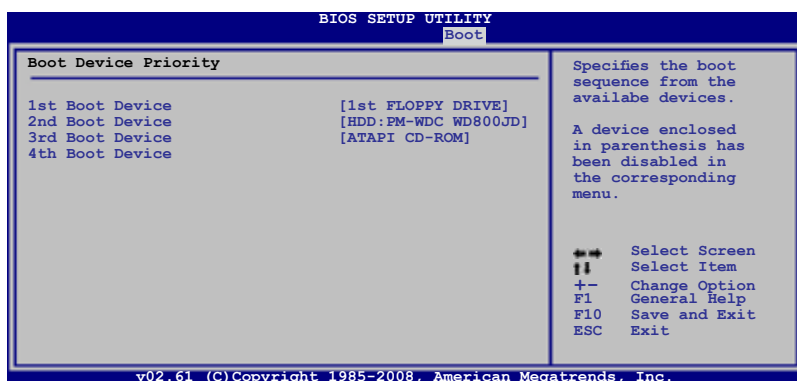 BIOS SETUP UTILITY
Boot
Boot Device Priority
1st Boot Device [1st FLOPPY DRIVE]
2nd Boot Device [HDD:PM-WDC WD800JD]
3rd Boot Device [ATAPI CD-ROM]
4th Boot Device
Specifies the boot
sequence from the
availabe devices.
A device enclosed
in parenthesis has
been disabled in
the corresponding
menu.
←→ Select Screen
↑↓ Select Item
+- Change Option
F1 General Help
F10 Save and Exit
ESC Exit
v02.61 (C)Copyright 1985-2008, American Megatrends, Inc.